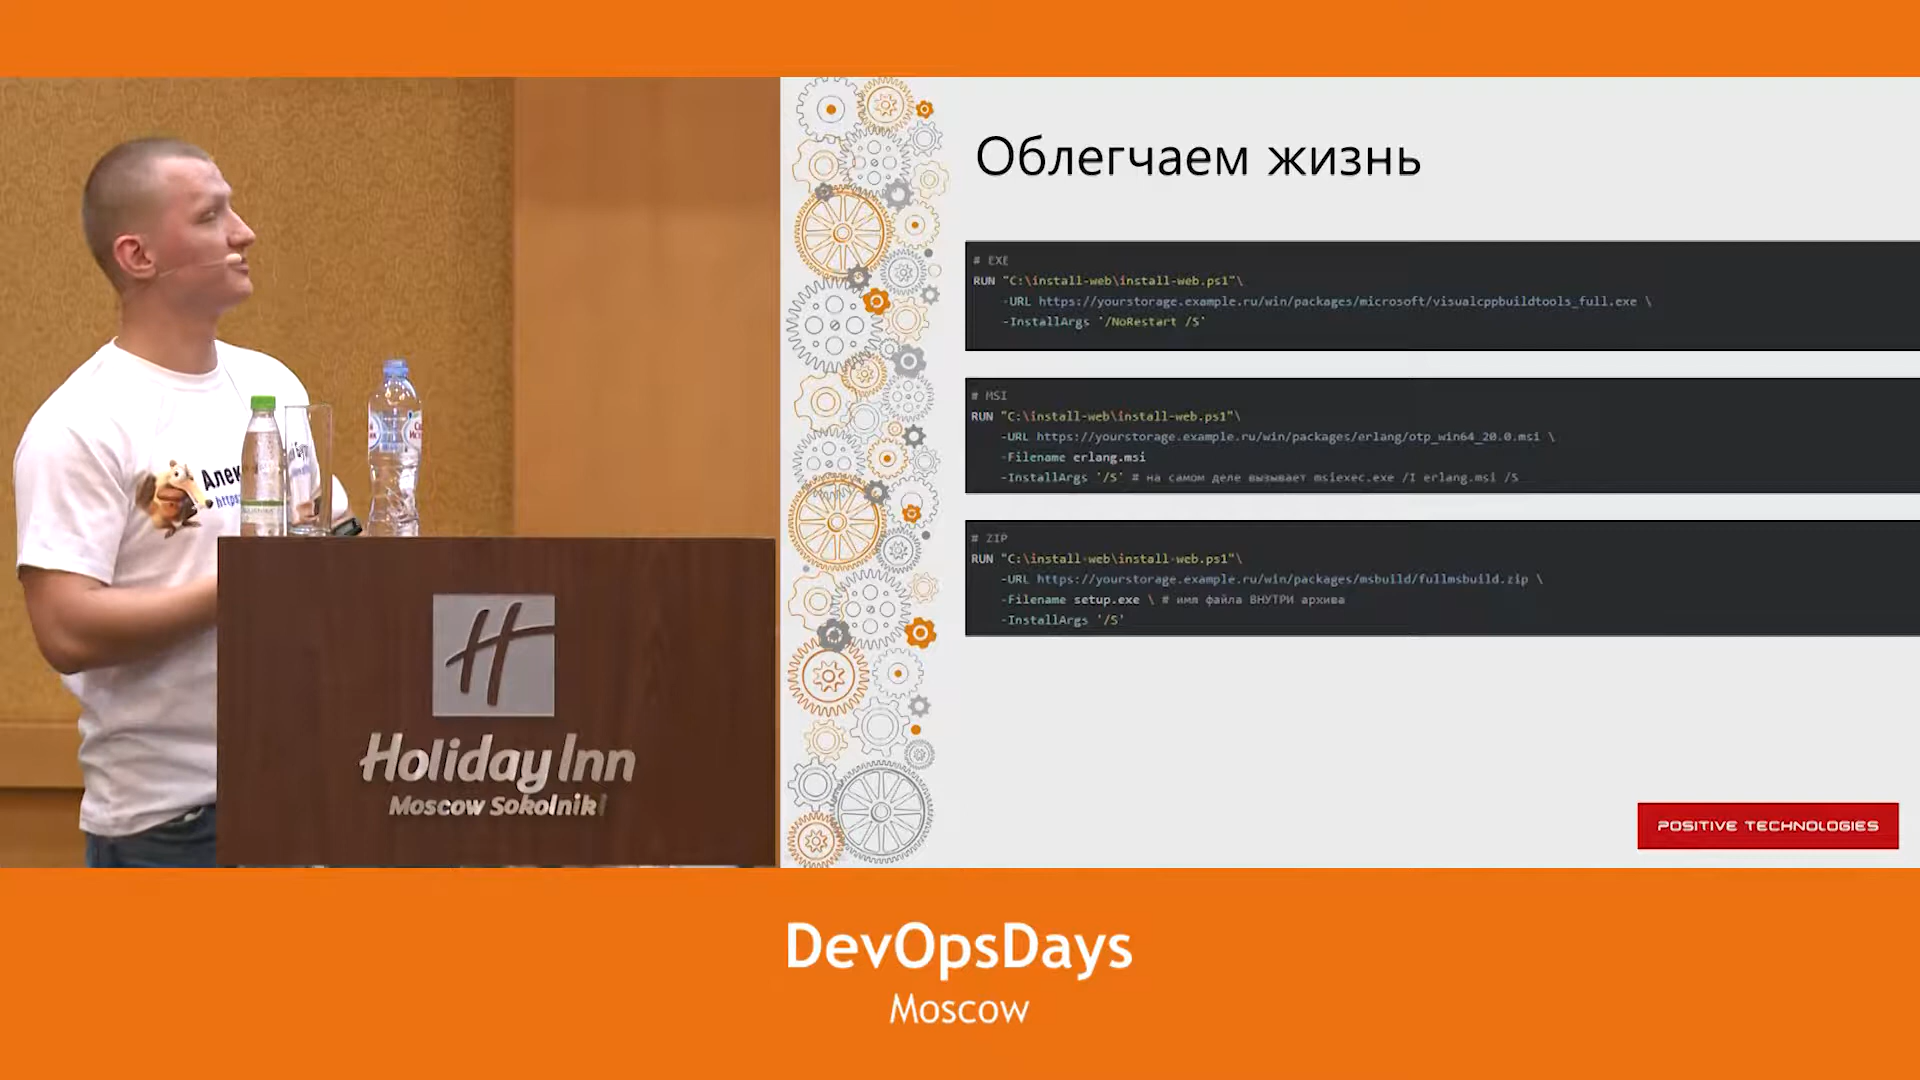 Облегчаем жизнь
# EXE
RUN "C:\install-web\install-web.ps1"\
-URL https://yourstorage.example.ru/win/packages/microsoft/visualcppbuildtools_full.exe \
-InstallArgs '/NoRestart /S'
# MSI
RUN "C:\install-web\install-web.ps1"\
-URL https://yourstorage.example.ru/win/packages/erlang/otp_win64_20.0.msi \
-Filename erlang.msi
-InstallArgs '/S' # на самом деле вызывает msiexec.exe /I erlang.msi /S
# ZIP
RUN "C:\install-web\install-web.ps1"\
-URL https://yourstorage.example.ru/win/packages/msbuild/fullmsbuild.zip \
-Filename setup.exe \ # имя файла ВНУТРИ архива
-InstallArgs '/S'
POSITIVE TECHNOLOGIES
Алек
https:
H
Holiday Inn
Moscow Sokolniki
DevOpsDays
Moscow